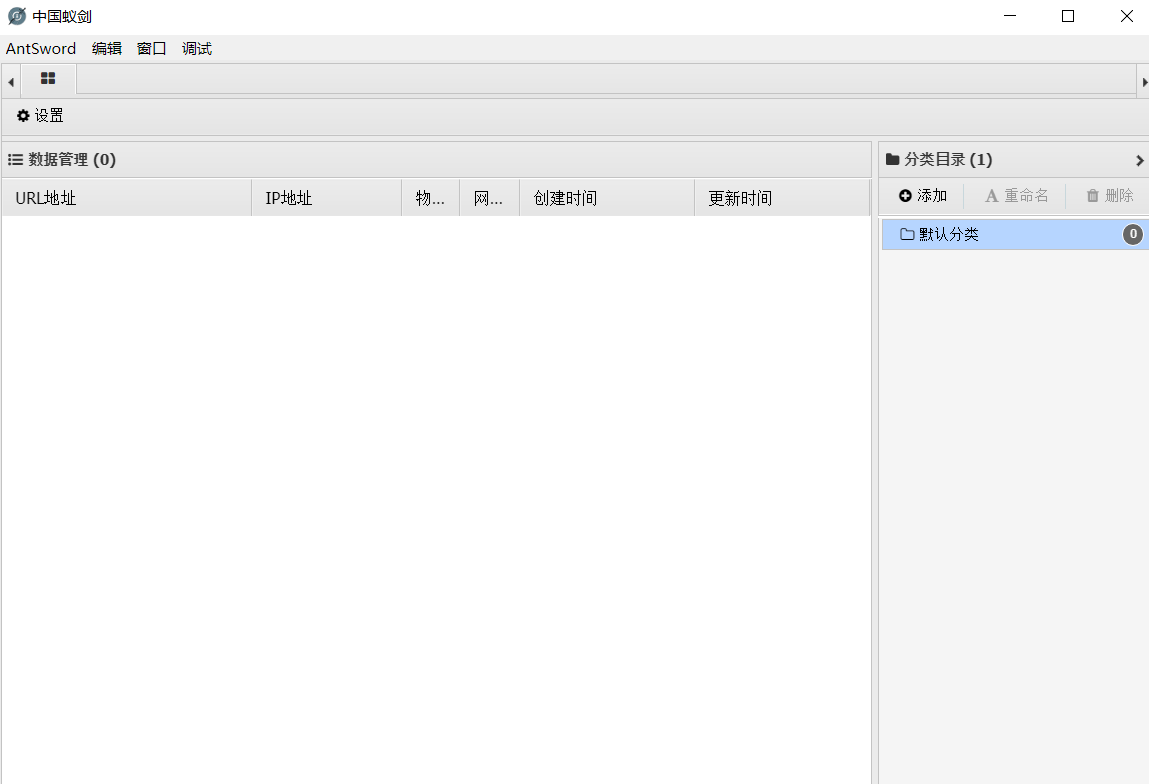 中国蚁剑
AntSword 编辑 窗口 调试
设置
数据管理 (0)
URL地址 IP地址 物... 网... 创建时间 更新时间
分类目录 (1)
添加 重命名 删除
默认分类 0